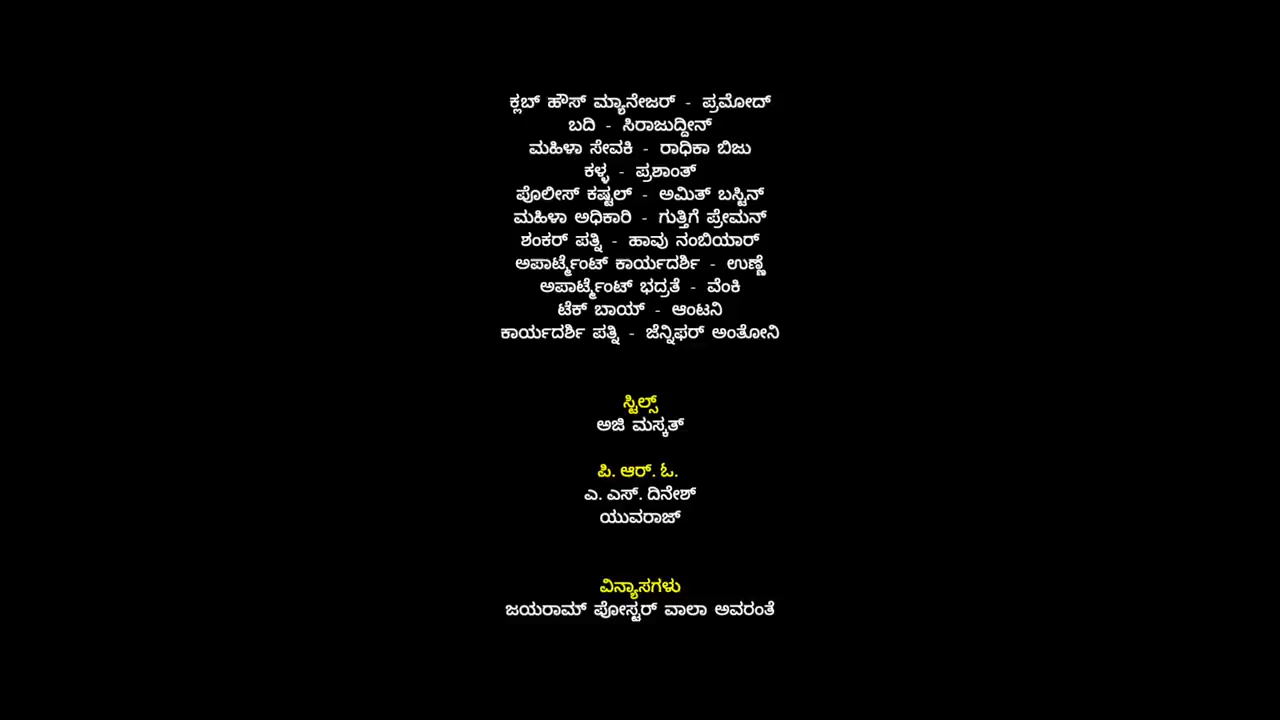 ಕ್ಲಬ್ ಹೌಸ್ ಮ್ಯಾನೇಜರ್ - ಪ್ರಮೋದ್
ಬದಿ - ಸಿರಾಜುದ್ದೀನ್
ಮಹಿಳಾ ಸೇವಕಿ - ರಾಧಿಕಾ ಬಿಜು
ಕಳ್ಳ - ಪ್ರಶಾಂತ್
ಪೊಲೀಸ್ ಕಷ್ಟಲ್ - ಅಮಿತ್ ಬಸ್ಟಿನ್
ಮಹಿಳಾ ಅಧಿಕಾರಿ - ಗುತ್ತಿಗೆ ಪ್ರೇಮನ್
ಶಂಕರ್ ಪತ್ನಿ - ಹಾವು ನಂಬಿಯಾರ್
ಅಪಾರ್ಟ್ಮೆಂಟ್ ಕಾರ್ಯದರ್ಶಿ - ಉಣ್ಣಿ
ಅಪಾರ್ಟ್ಮೆಂಟ್ ಭದ್ರತೆ - ವೆಂಕಿ
ಟೆಕ್ ಬಾಯ್ - ಆಂಟನಿ
ಕಾರ್ಯದರ್ಶಿ ಪತ್ನಿ - ಜೆನ್ನಿಫರ್ ಅಂತೋನಿ
ಸ್ಟಿಲ್ಸ್
ಅಜಿ ಮಸ್ಕತ್
ಪಿ. ಆರ್. ಓ.
ಎ. ಎಸ್. ದಿನೇಶ್
ಯುವರಾಜ್
ವಿನ್ಯಾಸಗಳು
ಜಯರಾಮ್ ಪೋಸ್ಟರ್ ವಾಲಾ ಅವರಂತೆ